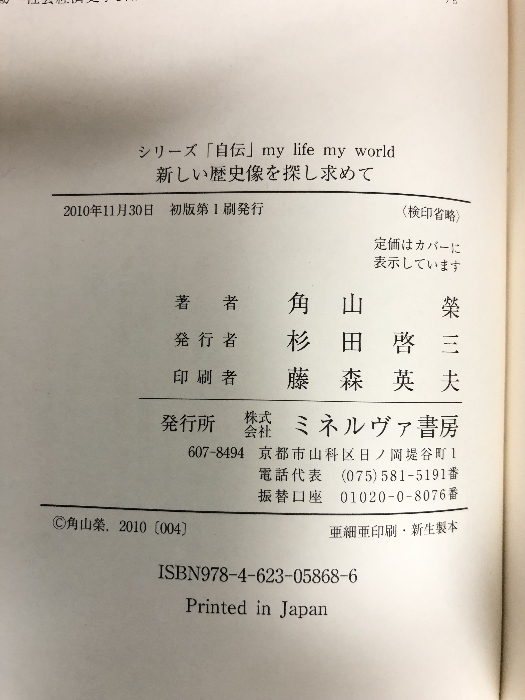 シリーズ「自伝」my life my world
新しい歴史像を探し求めて
2010年11月30日 初版第1刷発行 〈検印省略〉
定価はカバーに
表示しています
著者 角山榮
発行者 杉田啓三
印刷者 藤森英夫
発行所 株式会社 ミネルヴァ書房
607-8494 京都市山科区日ノ岡堤谷町1
電話代表 (075)581-5191番
振替口座 01020-0-8076番
©角山榮, 2010〔004〕 亜細亜印刷・新生製本
ISBN978-4-623-05868-6
Printed in Japan